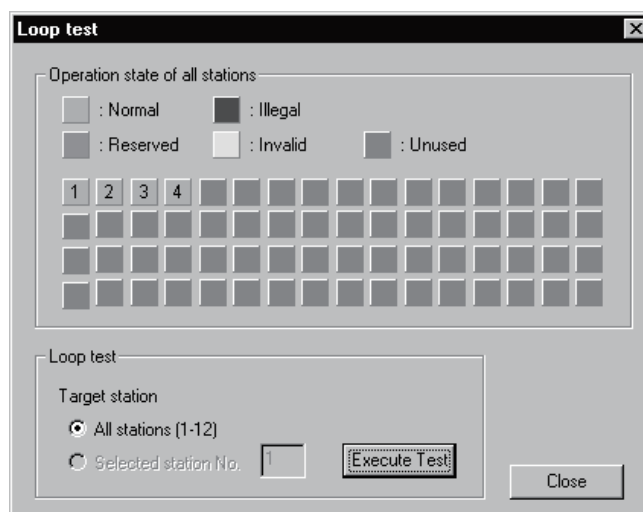 Loop test
Operation state of all stations
: Normal : Illegal
: Reserved : Invalid : Unused
1 2 3 4
Loop test
Target station
All stations (1-12)
Selected station No. 1 Execute Test
Close